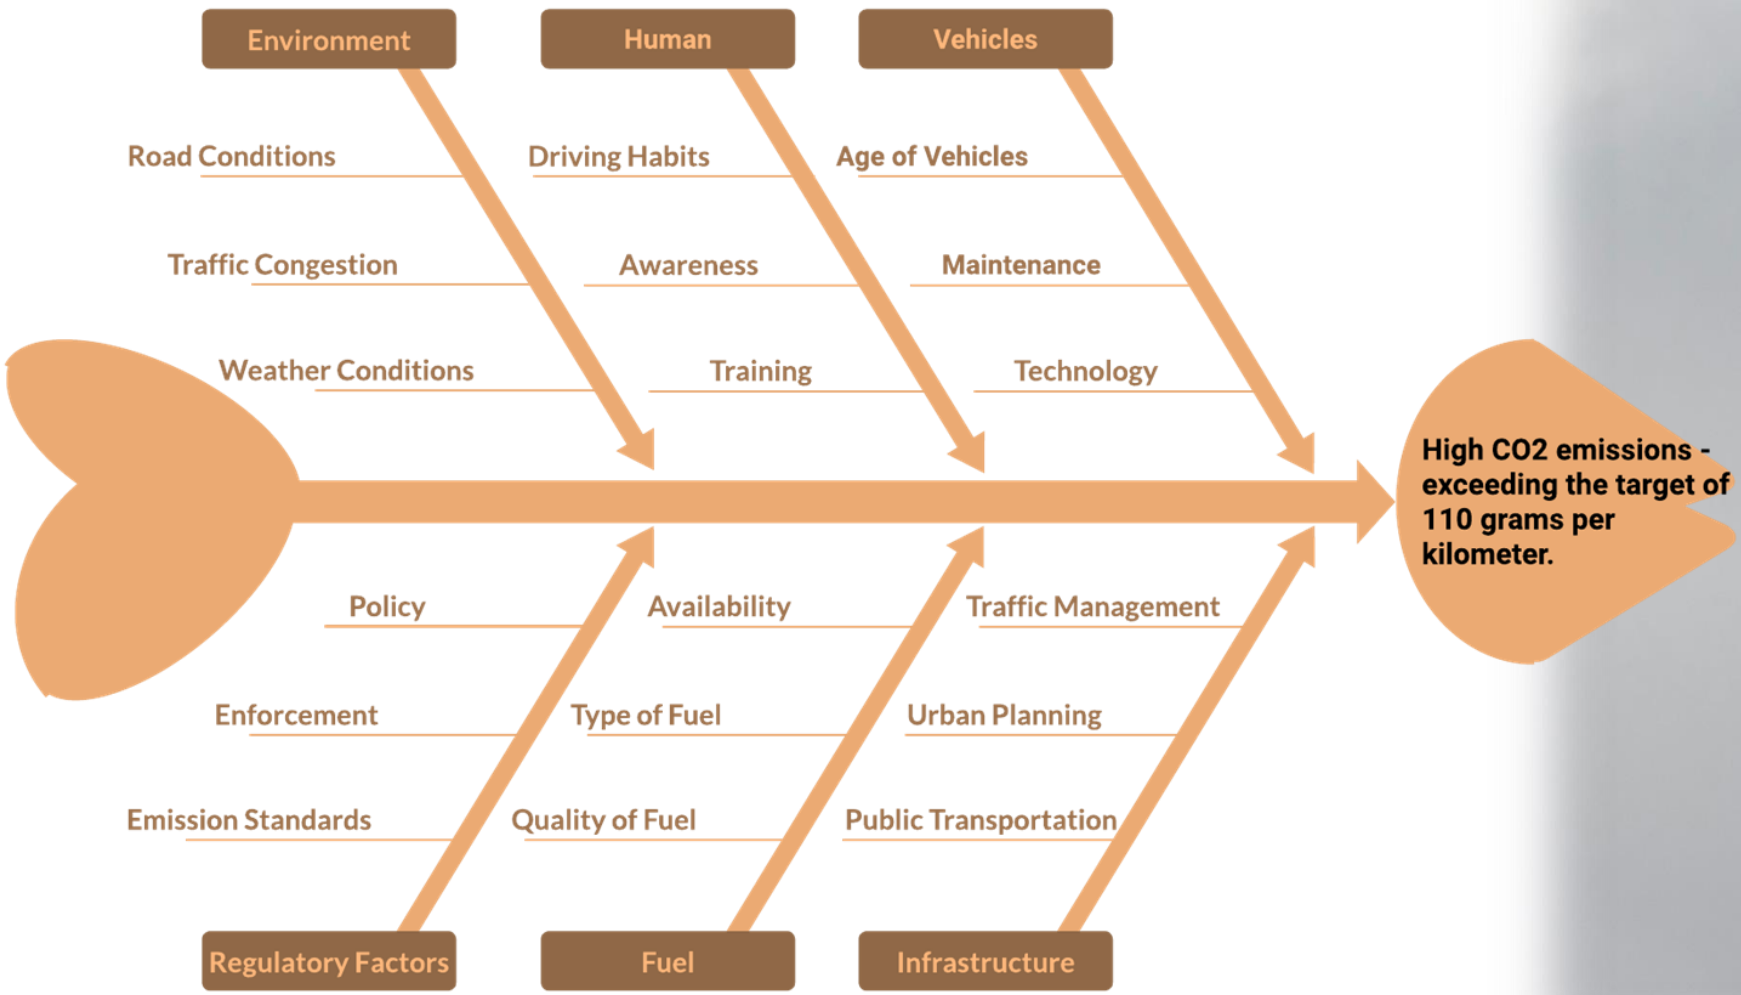 Environment
Human
Vehicles
Road Conditions
Driving Habits
Age of Vehicles
Traffic Congestion
Awareness
Maintenance
Weather Conditions
Training
Technology
High CO2 emissions -
exceeding the target of
110 grams per
kilometer.
Policy
Availability
Traffic Management
Enforcement
Type of Fuel
Urban Planning
Emission Standards
Quality of Fuel
Public Transportation
Regulatory Factors
Fuel
Infrastructure